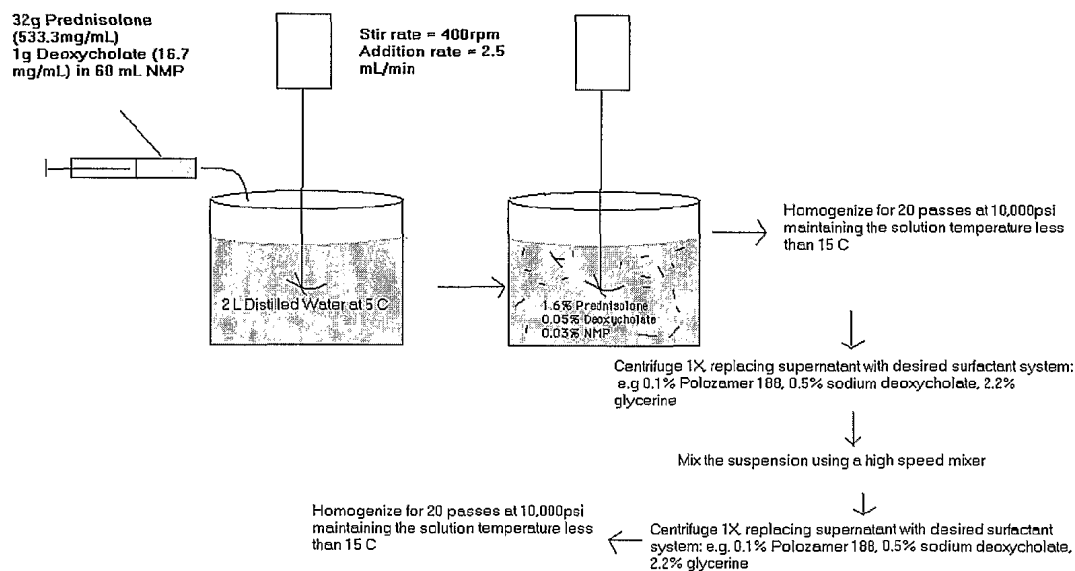 32g Prednisolone
(533.3mg/mL)
1g Deoxycholate (16.7
mg/mL) in 60 mL NMP
Stir rate = 400rpm
Addition rate = 2.5
mL/min
2 L Distilled Water at 5 C
1.6% Prednisolone
0.05% Deoxycholate
0.03% NMP
Homogenize for 20 passes at 10,000psi
maintaining the solution temperature less
than 15 C
Centrifuge 1X, replacing supernatant with desired surfactant system:
e.g 0.1% Polozamer 188, 0.5% sodium deoxycholate, 2.2%
glycerine
Mix the suspension using a high speed mixer
Centrifuge 1X, replacing supernatant with desired surfactant
system: e.g. 0.1% Polozamer 188, 0.5% sodium deoxycholate,
2.2% glycerine
Homogenize for 20 passes at 10,000psi
maintaining the solution temperature less
than 15 C